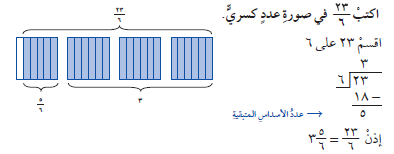 اكتبْ ٢٣/٦ في صورةِ عددٍ كسريٍّ.
اقسمْ ٢٣ على ٦
٣
٦ ٢٣
١٨ −
٥ ← عددُ الأسداسِ المتبقيةِ
إذنْ ٢٣/٦ = ٣ ٥/٦
٢٣/٦
٥/٦
٣